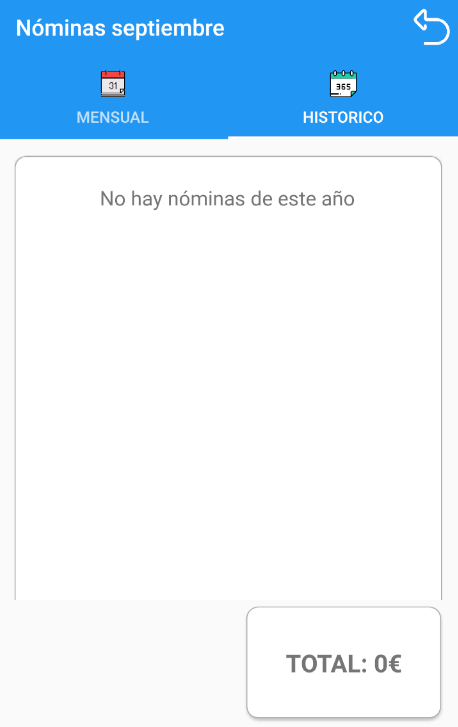 Nóminas septiembre
31
365
MENSUAL
HISTORICO
No hay nóminas de este año
TOTAL: 0€